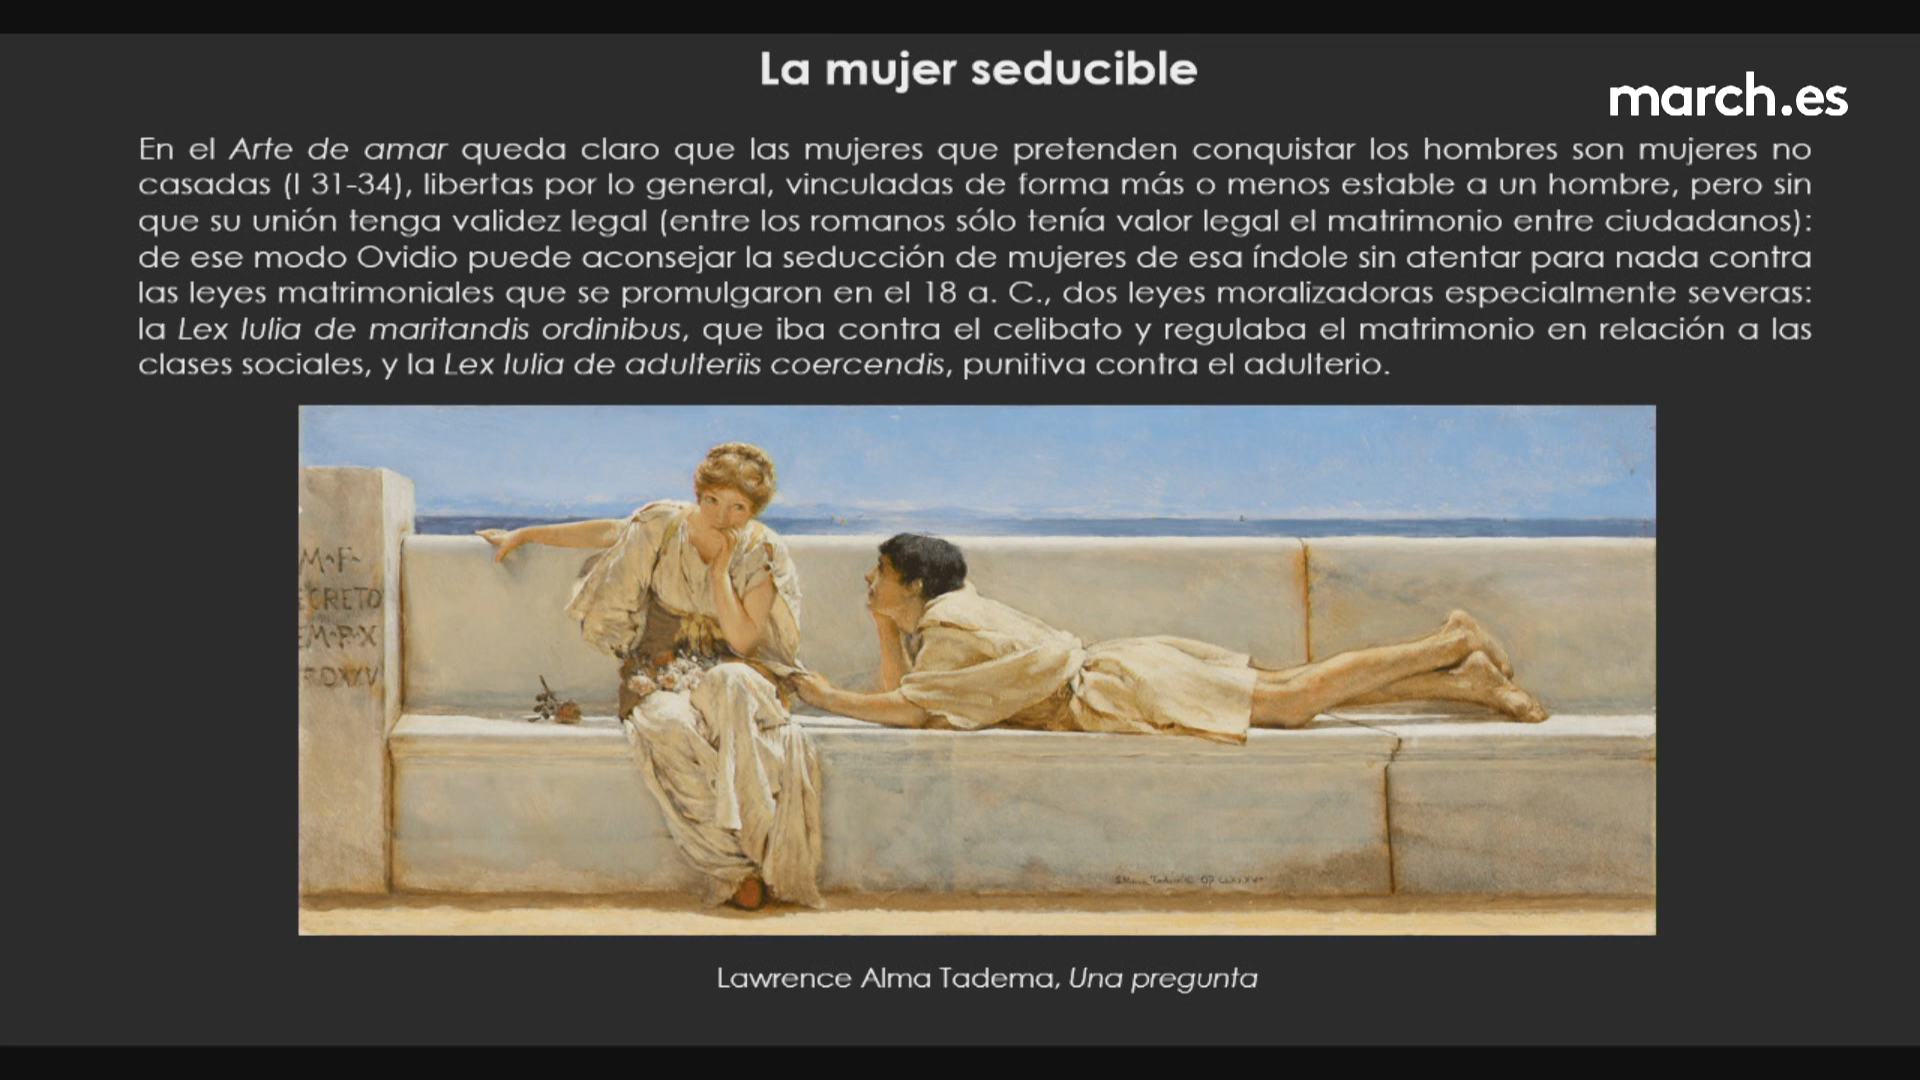 La mujer seducible
march.es
En el Arte de amar queda claro que las mujeres que pretenden conquistar los hombres son mujeres no
casadas (I 31-34), libertas por lo general, vinculadas de forma más o menos estable a un hombre, pero sin
que su unión tenga validez legal (entre los romanos sólo tenía valor legal el matrimonio entre ciudadanos):
de ese modo Ovidio puede aconsejar la seducción de mujeres de esa índole sin atentar para nada contra
las leyes matrimoniales que se promulgaron en el 18 a. C., dos leyes moralizadoras especialmente severas:
la Lex Iulia de maritandis ordinibus, que iba contra el celibato y regulaba el matrimonio en relación a las
clases sociales, y la Lex Iulia de adulteriis coercendis, punitiva contra el adulterio.
M·F·
CRETO
M·P·X
Lawrence Alma Tadema, Una pregunta